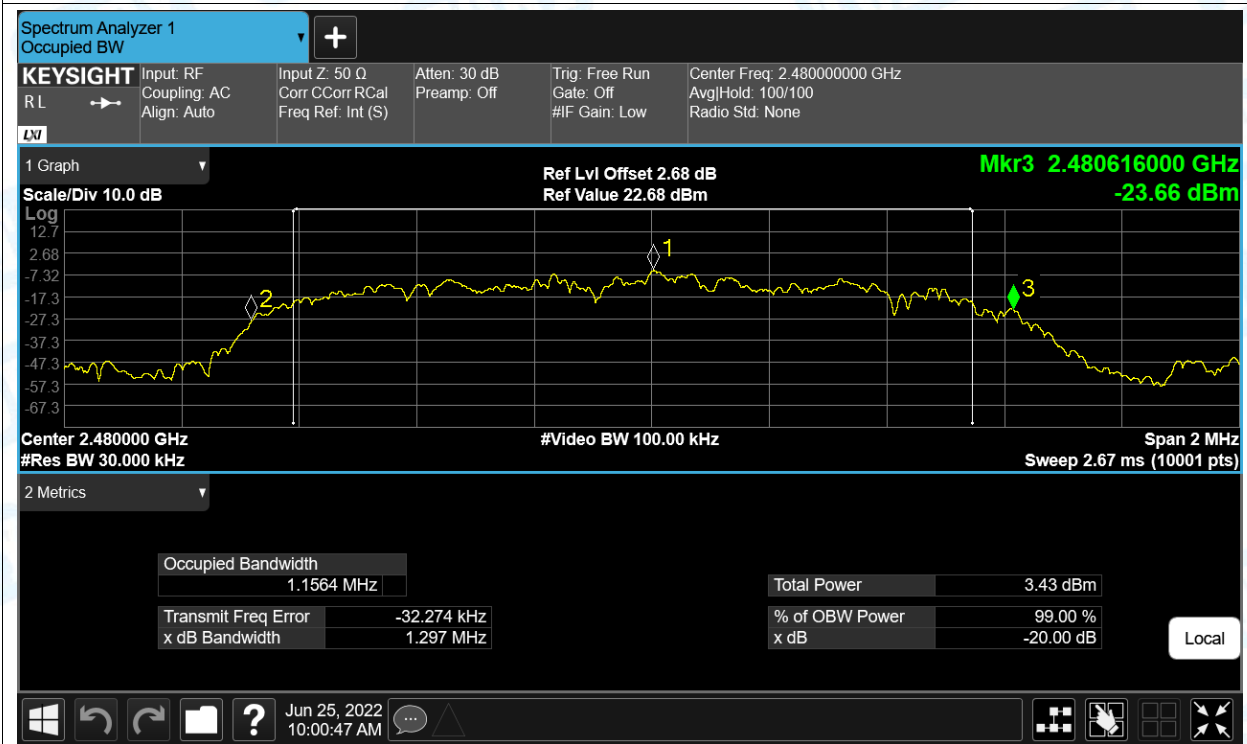 Spectrum Analyzer 1
Occupied BW
KEYSIGHT
R L
LXI
Input: RF
Coupling: AC
Align: Auto
Input Z: 50 Ω
Corr CCorr RCal
Freq Ref: Int (S)
Atten: 30 dB
Preamp: Off
Trig: Free Run
Gate: Off
#IF Gain: Low
Center Freq: 2.480000000 GHz
Avg|Hold: 100/100
Radio Std: None
1 Graph
Scale/Div 10.0 dB
Ref Lvl Offset 2.68 dB
Ref Value 22.68 dBm
Mkr3 2.480616000 GHz
-23.66 dBm
Log
12.7
2.68
-7.32
-17.3
-27.3
-37.3
-47.3
-57.3
-67.3
1
2
3
Center 2.480000 GHz
#Res BW 30.000 kHz
#Video BW 100.00 kHz
Span 2 MHz
Sweep 2.67 ms (10001 pts)
2 Metrics
Occupied Bandwidth
1.1564 MHz
Total Power 3.43 dBm
Transmit Freq Error -32.274 kHz
% of OBW Power 99.00 %
x dB Bandwidth 1.297 MHz
x dB -20.00 dB
Local
?
Jun 25, 2022
10:00:47 AM